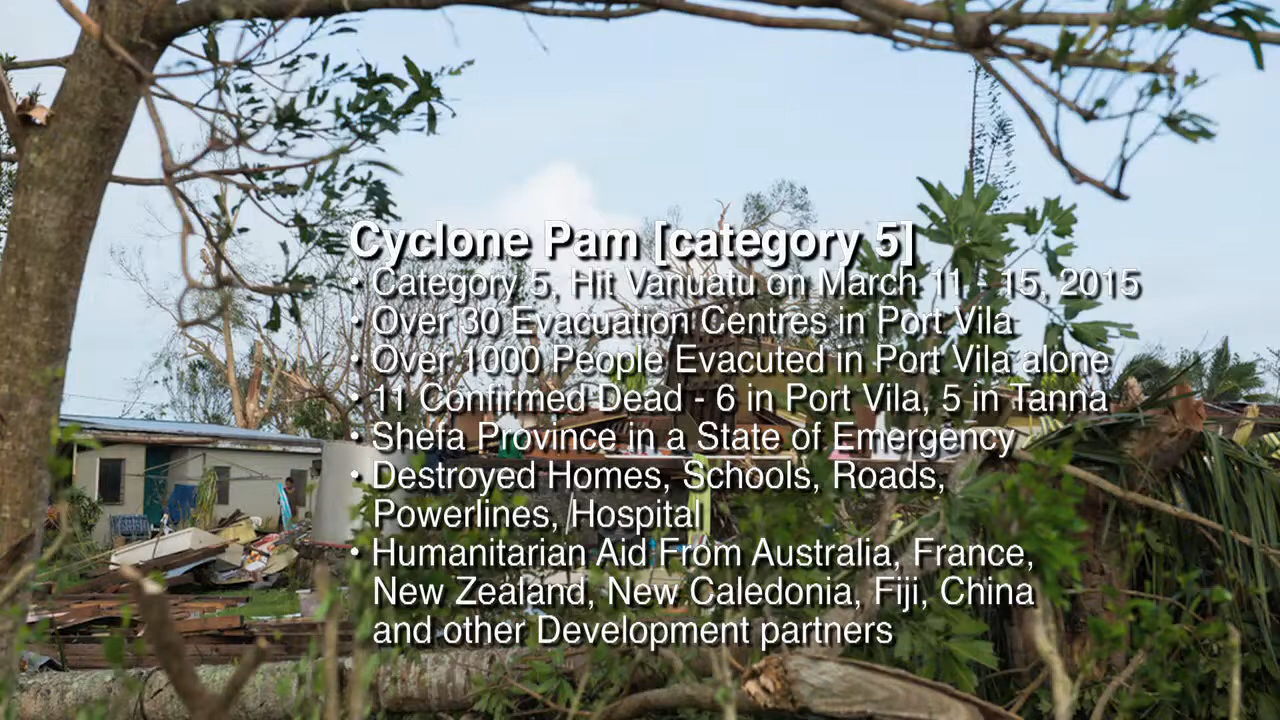 Cyclone Pam [category 5]
• Category 5, Hit Vanuatu on March 11 - 15, 2015
• Over 30 Evacuation Centres in Port Vila
• Over 1000 People Evacuted in Port Vila alone
• 11 Confirmed Dead - 6 in Port Vila, 5 in Tanna
• Shefa Province in a State of Emergency
• Destroyed Homes, Schools, Roads,
Powerlines, Hospital
• Humanitarian Aid From Australia, France,
New Zealand, New Caledonia, Fiji, China
and other Development partners